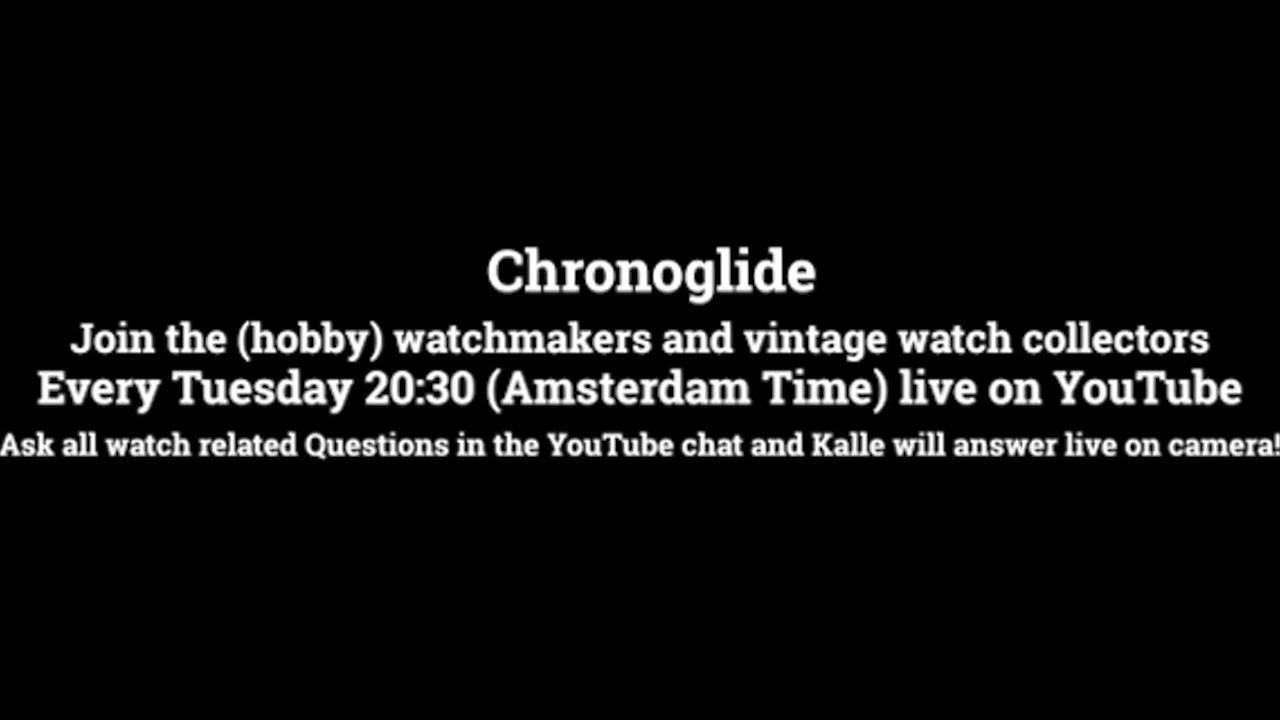 Chronoglide
Join the (hobby) watchmakers and vintage watch collectors
Every Tuesday 20:30 (Amsterdam Time) live on YouTube
Ask all watch related Questions in the YouTube chat and Kalle will answer live on camera!